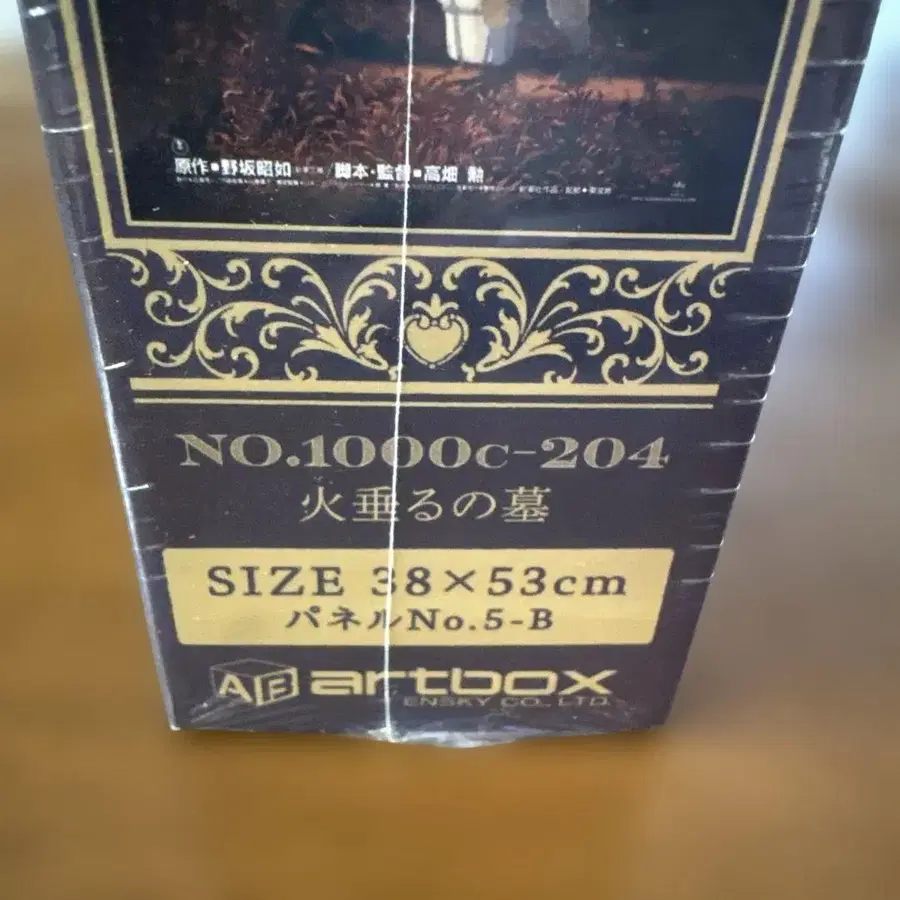 原作■野坂昭如 /脚本・監督■高畑 勲
NO.1000c-204
火垂るの墓
SIZE 38×53cm
パネルNo.5-B
AB artbox
ENSKY CO., LTD.